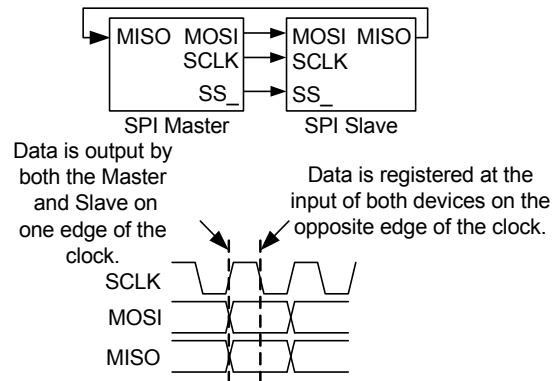 MISO MOSI MOSI MISO
SCLK SCLK
SS_ SS_
SPI Master SPI Slave
Data is output by
both the Master
and Slave on
one edge of the
clock.
Data is registered at the
input of both devices on the
opposite edge of the clock.
SCLK
MOSI
MISO